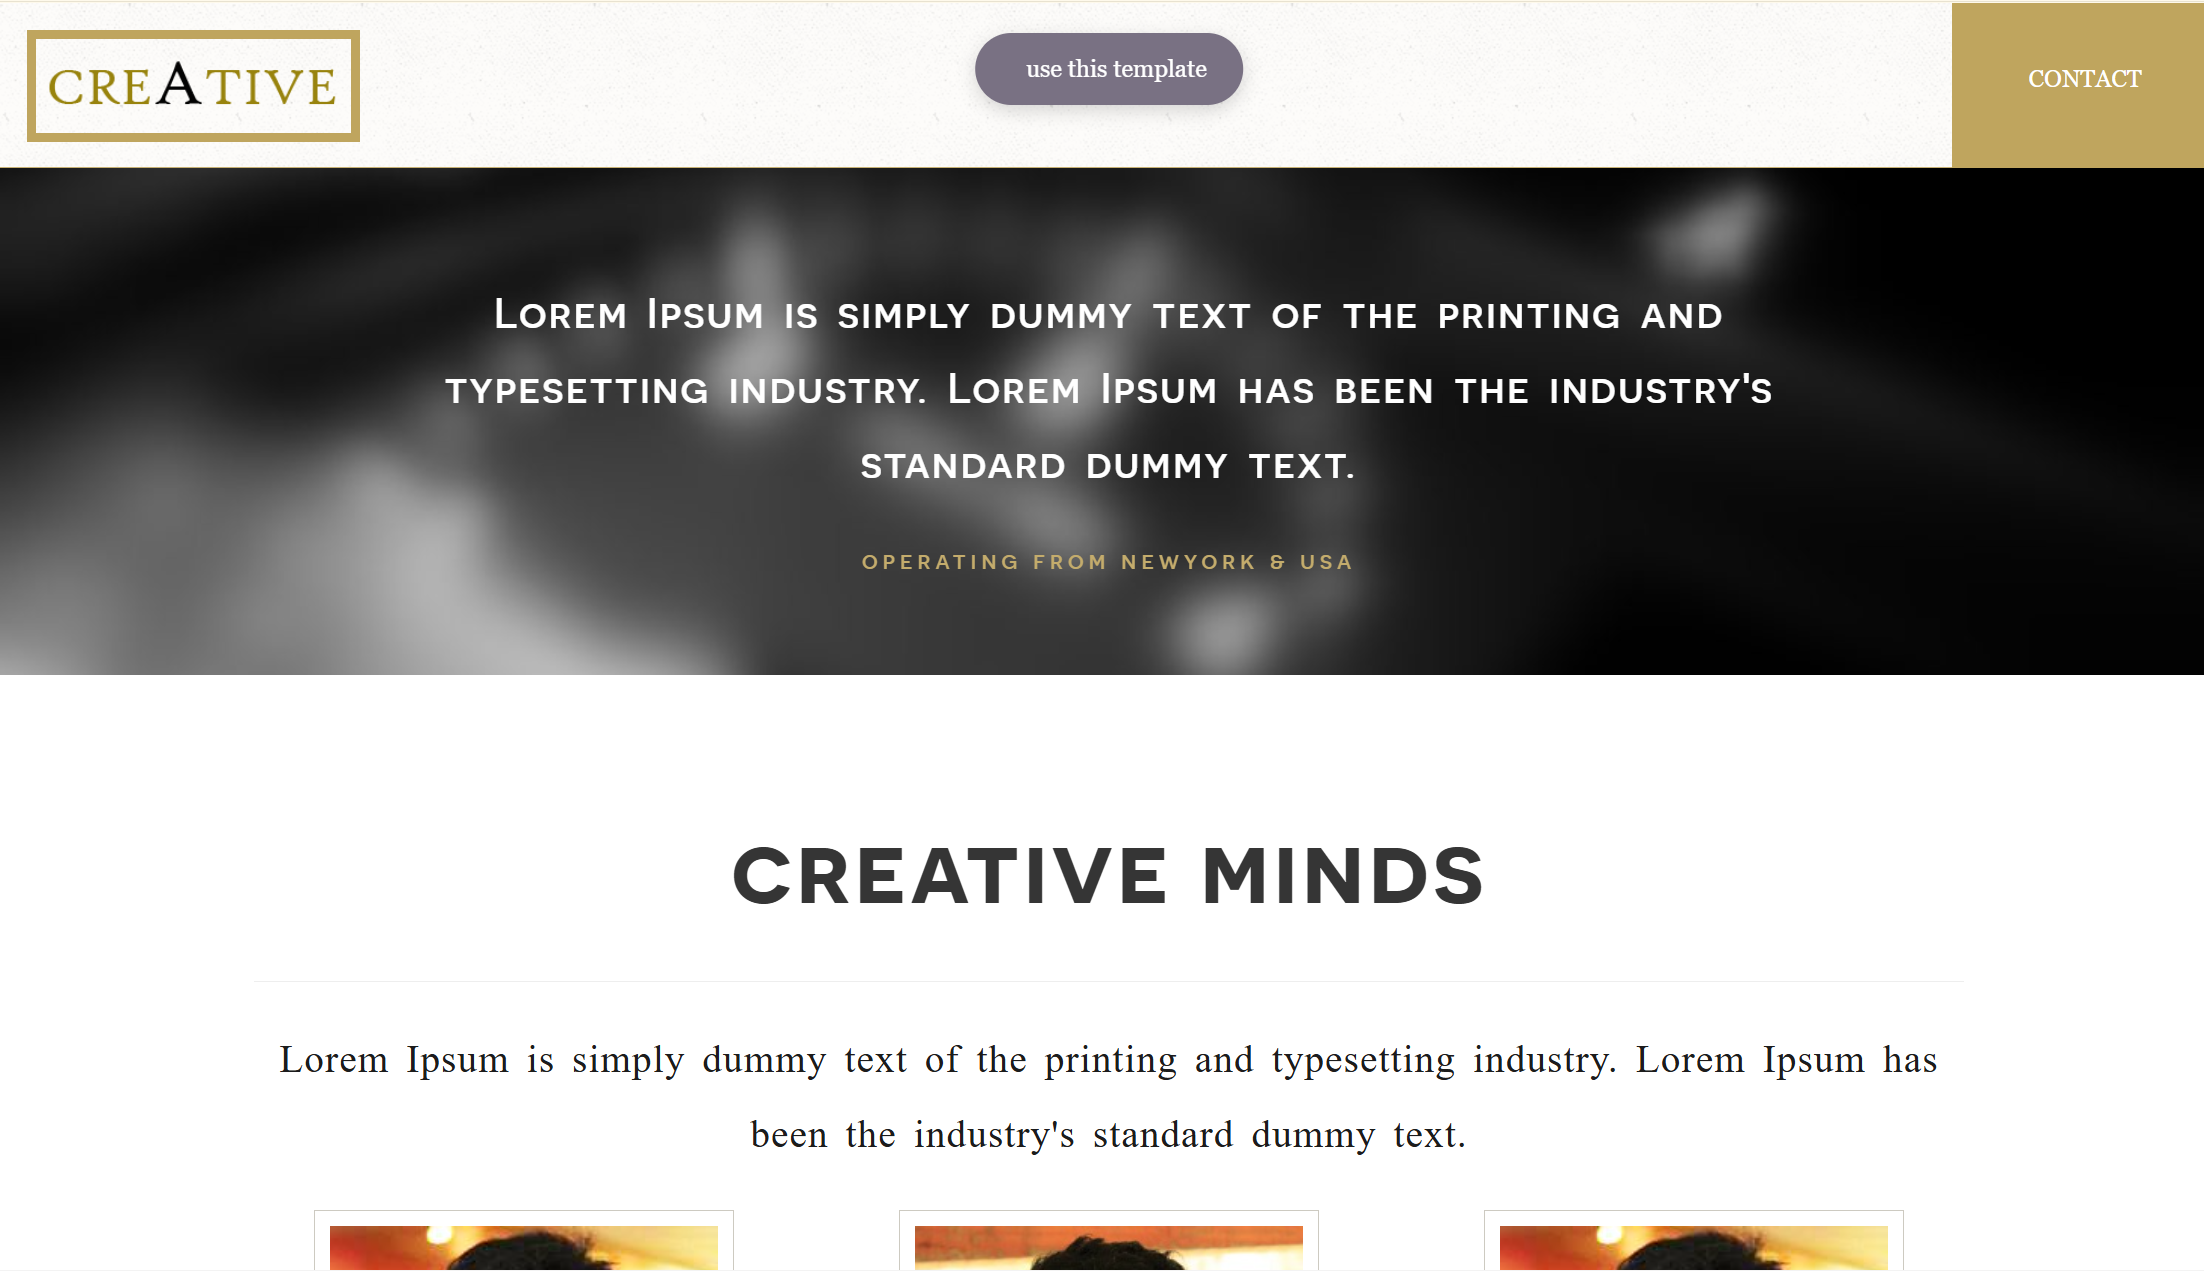 CREATIVE
use this template
CONTACT
Lorem Ipsum is simply dummy text of the printing and
typesetting industry. Lorem Ipsum has been the industry's
standard dummy text.
OPERATING FROM NEWYORK & USA
CREATIVE MINDS
Lorem Ipsum is simply dummy text of the printing and typesetting industry. Lorem Ipsum has
been the industry's standard dummy text.